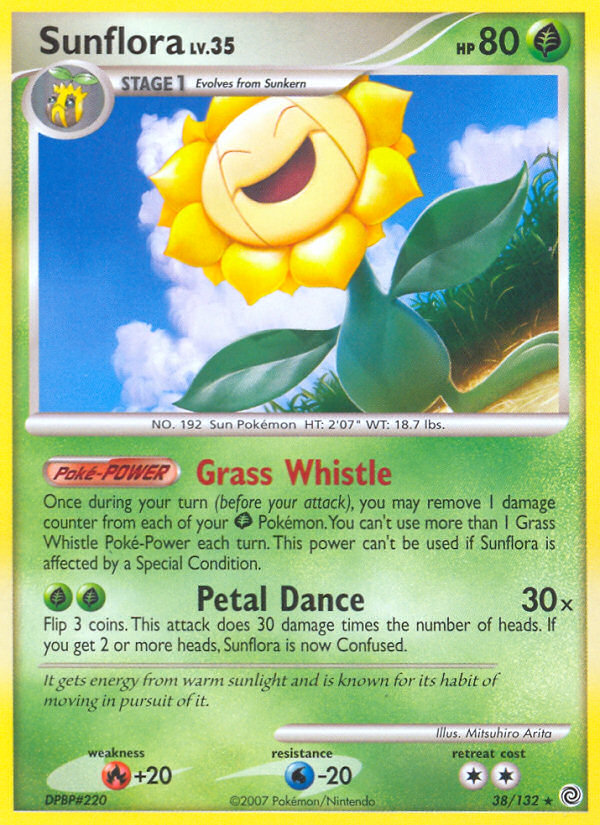 Sunflora LV.35
HP 80
STAGE 1 Evolves from Sunkern
NO. 192 Sun Pokémon HT: 2'07" WT: 18.7 lbs.
Poké-POWER Grass Whistle
Once during your turn (before your attack), you may remove 1 damage
counter from each of your Pokémon. You can't use more than 1 Grass
Whistle Poké-Power each turn. This power can't be used if Sunflora is
affected by a Special Condition.
Petal Dance 30x
Flip 3 coins. This attack does 30 damage times the number of heads. If
you get 2 or more heads, Sunflora is now Confused.
It gets energy from warm sunlight and is known for its habit of
moving in pursuit of it.
Illus. Mitsuhiro Arita
weakness resistance retreat cost
+20 -20
DPBP#220 ©2007 Pokémon/Nintendo 38/132 ★